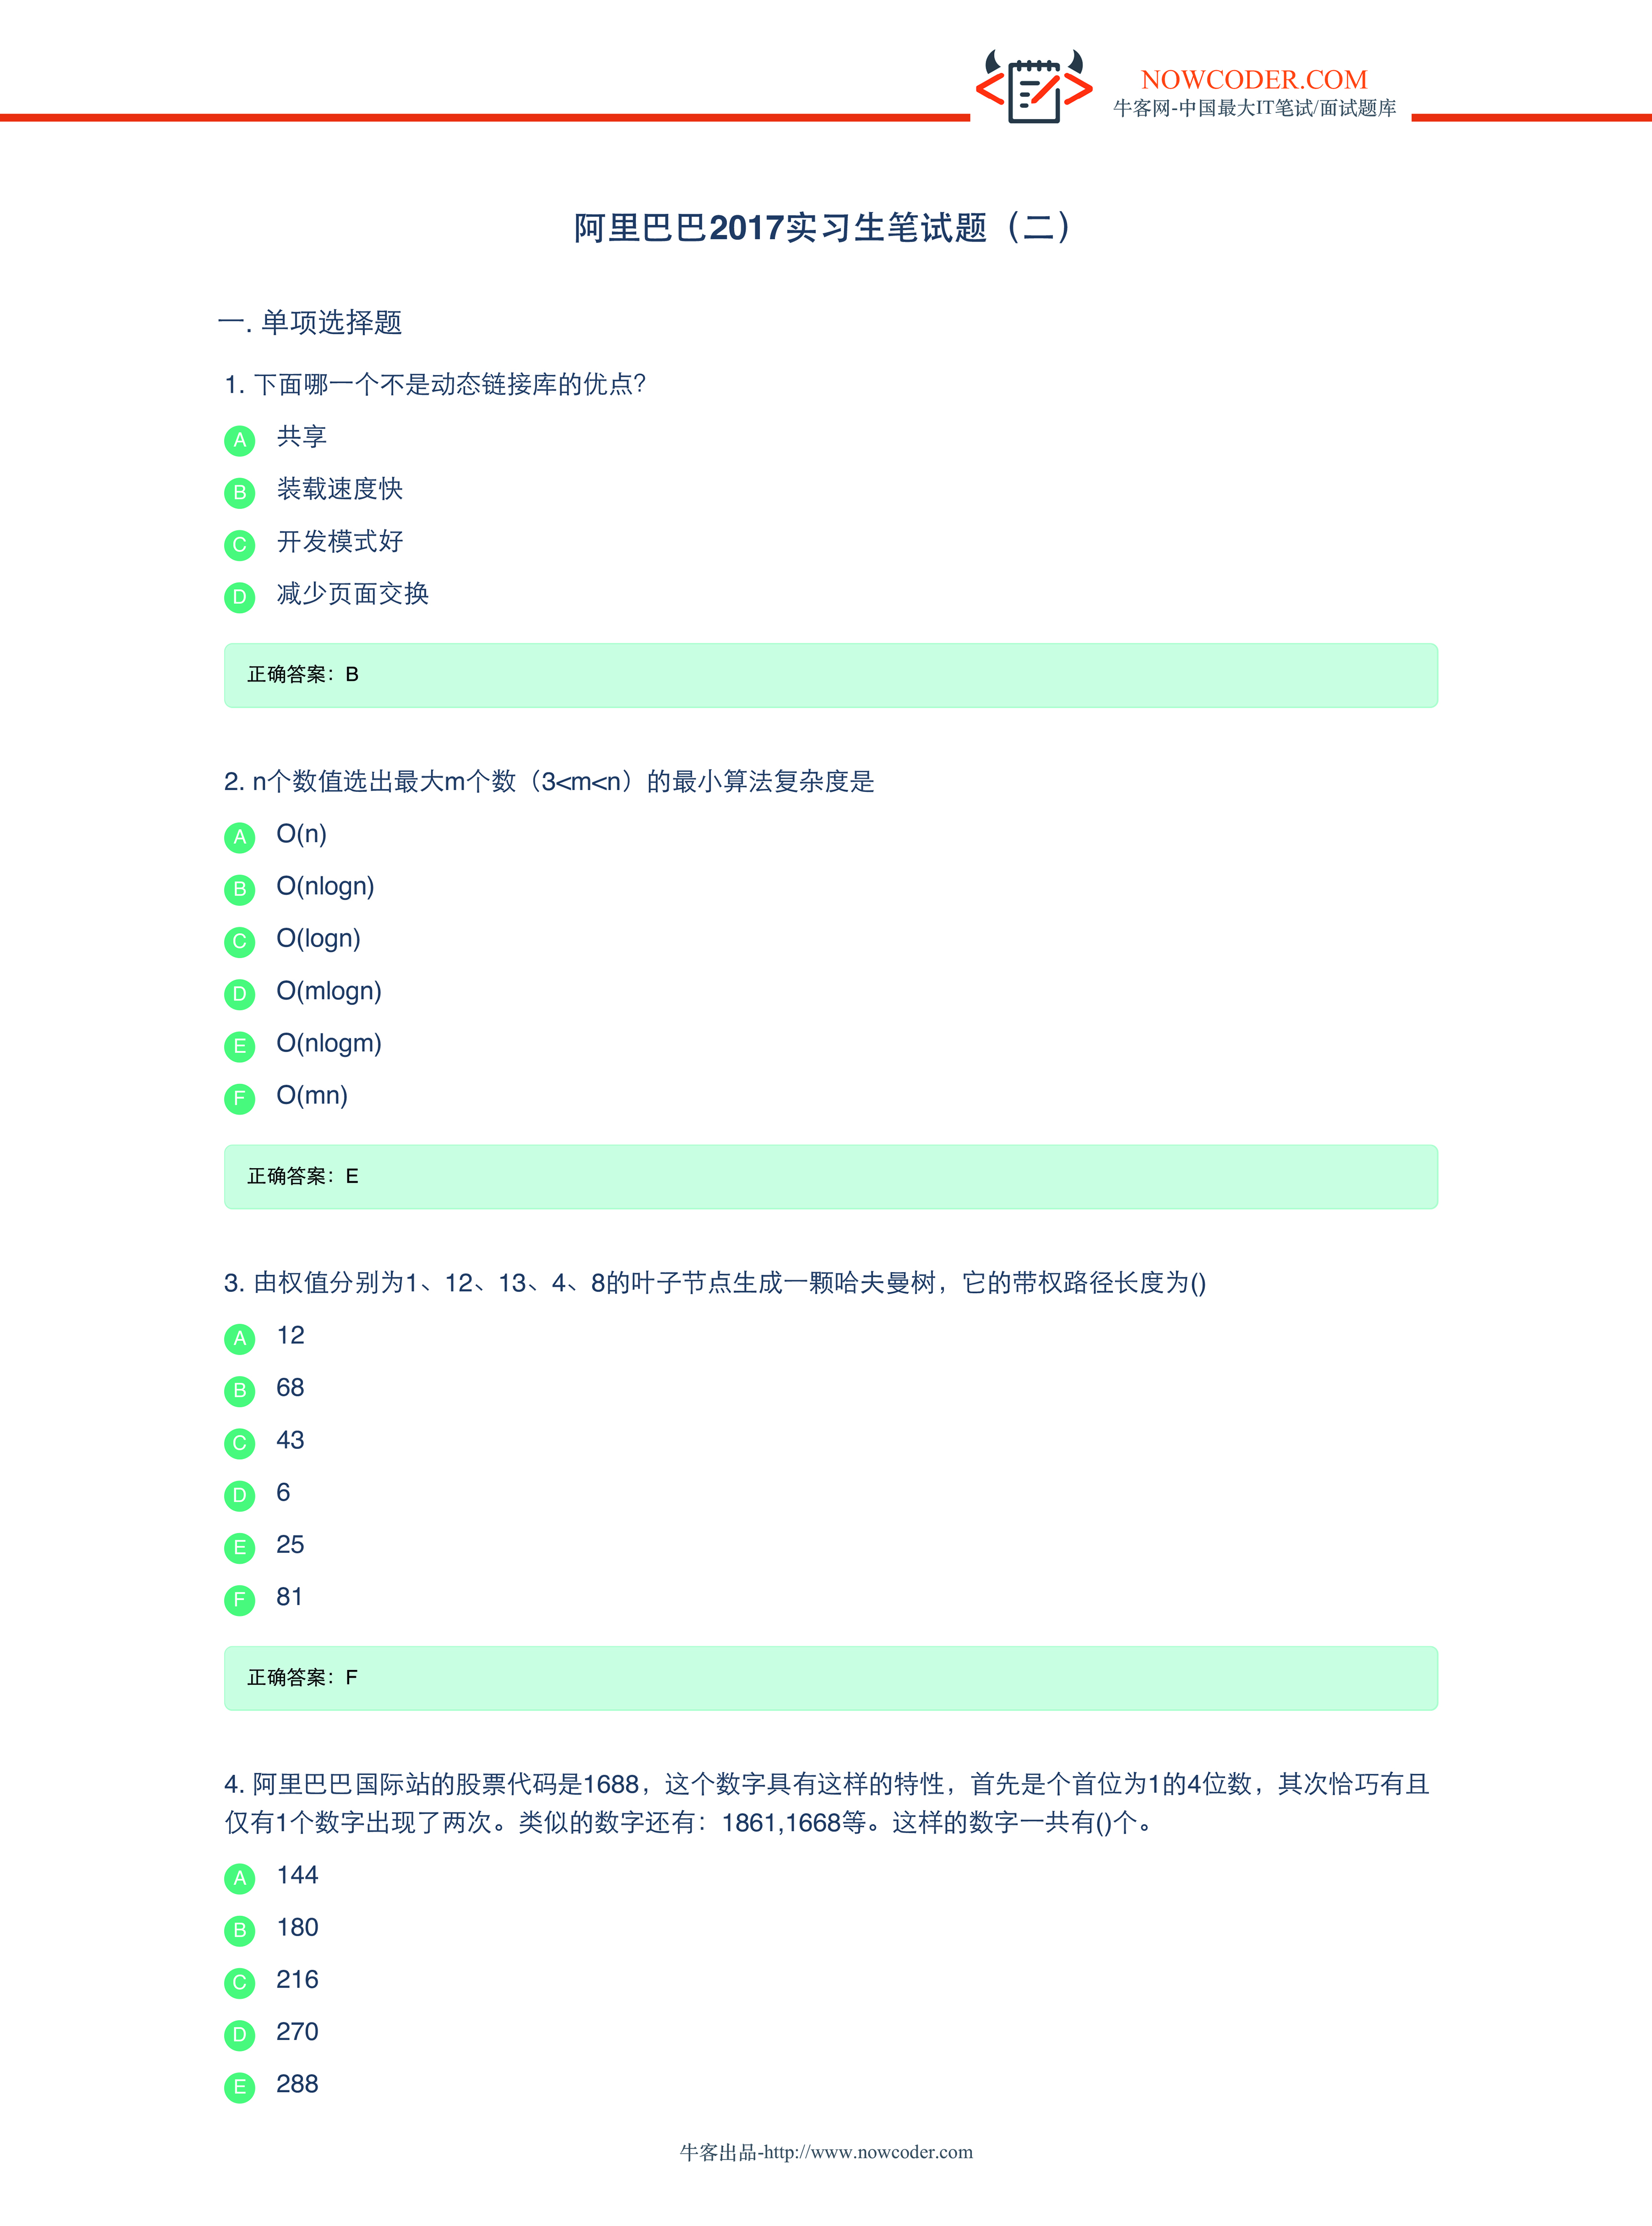 NOWCODER.COM
牛客网-中国最大IT笔试/面试题库
阿里巴巴2017实习生笔试题（二）
一. 单项选择题
1. 下面哪一个不是动态链接库的优点？
A 共享
B 装载速度快
C 开发模式好
D 减少页面交换
正确答案：B
2. n个数值选出最大m个数（3<m<n）的最小算法复杂度是
A O(n)
B O(nlogn)
C O(logn)
D O(mlogn)
E O(nlogm)
F O(mn)
正确答案：E
3. 由权值分别为1、12、13、4、8的叶子节点生成一颗哈夫曼树，它的带权路径长度为()
A 12
B 68
C 43
D 6
E 25
F 81
正确答案：F
4. 阿里巴巴国际站的股票代码是1688，这个数字具有这样的特性，首先是个首位为1的4位数，其次恰巧有且
仅有1个数字出现了两次。类似的数字还有：1861,1668等。这样的数字一共有()个。
A 144
B 180
C 216
D 270
E 288
牛客出品-http://www.nowcoder.com